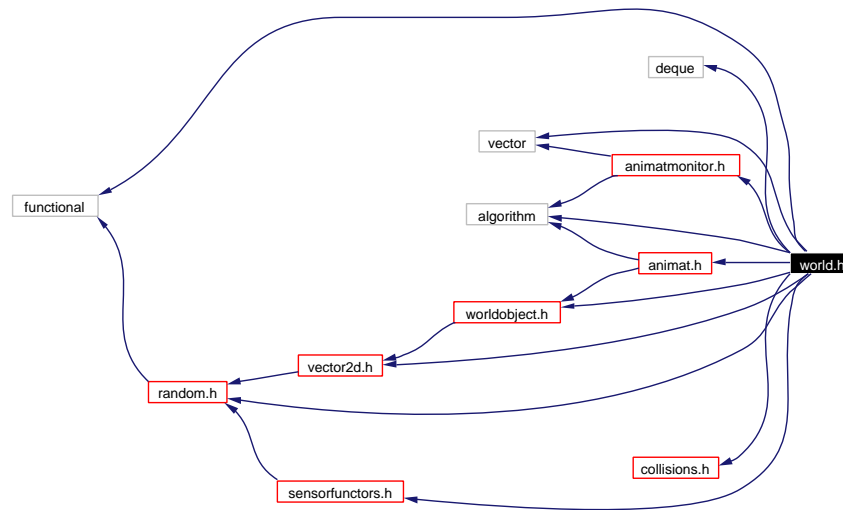 deque
vector
animatmonitor.h
functional
algorithm
world.h
animat.h
worldobject.h
vector2d.h
random.h
collisions.h
sensorfunctors.h